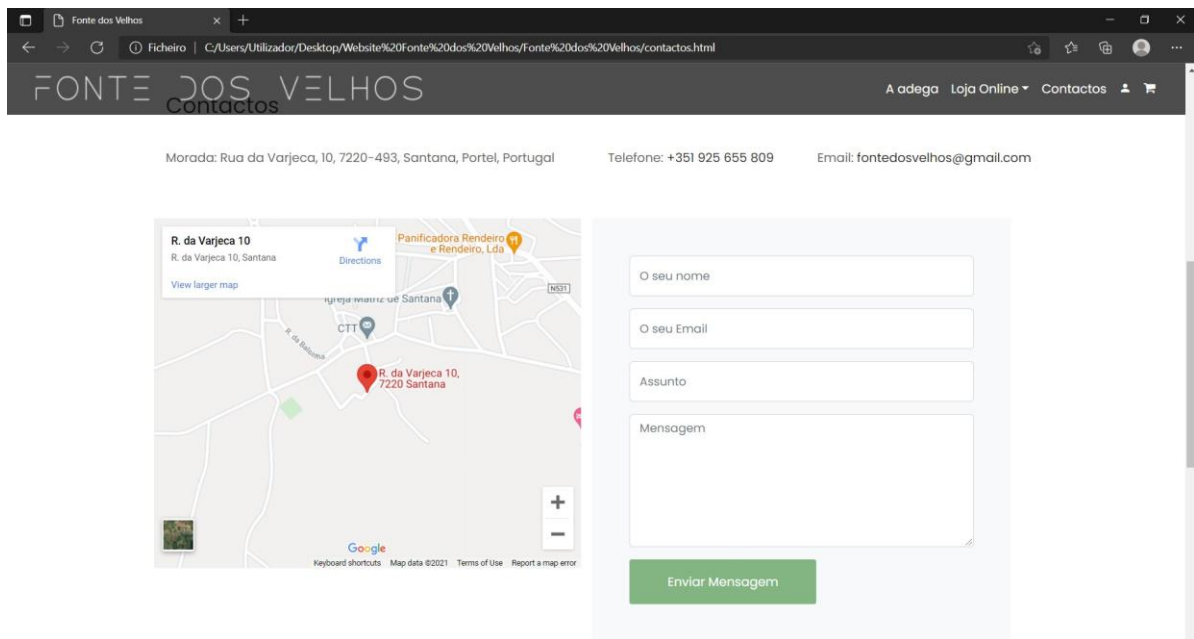 Fonte dos Velhos
Ficheiro | C:/Users/Utilizador/Desktop/Website%20Fonte%20dos%20Velhos/Fonte%20dos%20Velhos/contactos.html
FONTE DOS VELHOS
A adega Loja Online Contactos
Contactos
Morada: Rua da Varjeca, 10, 7220-493, Santana, Portel, Portugal
Telefone: +351 925 655 809
Email: fontedosvelhos@gmail.com
R. da Varjeca 10
R. da Varjeca 10, Santana
Directions
View larger map
Panificadora Rendeiro
e Rendeiro, Lda
N531
Igreja Matriz de Santana
CTT
R. da
R. da Varjeca 10,
7220 Santana
Google
Keyboard shortcuts Map data ©2021 Terms of Use Report a map error
O seu nome
O seu Email
Assunto
Mensagem
Enviar Mensagem